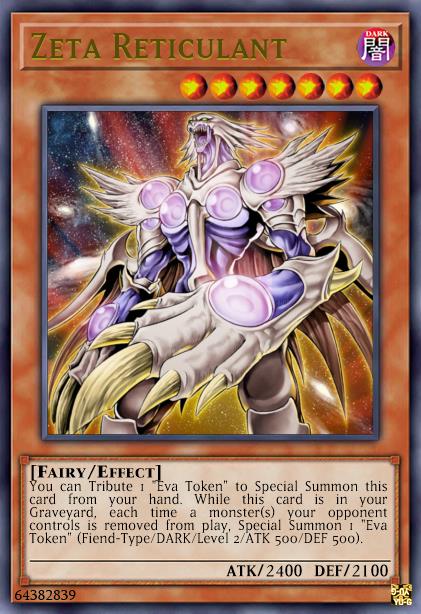 Zeta Reticulant
DARK
闇
[Fairy/Effect]
You can Tribute 1 "Eva Token" to Special Summon this
card from your hand. While this card is in your
Graveyard, each time a monster(s) your opponent
controls is removed from play, Special Summon 1 "Eva
Token" (Fiend-Type/DARK/Level 2/ATK 500/DEF 500).
ATK/2400 DEF/2100
64382839